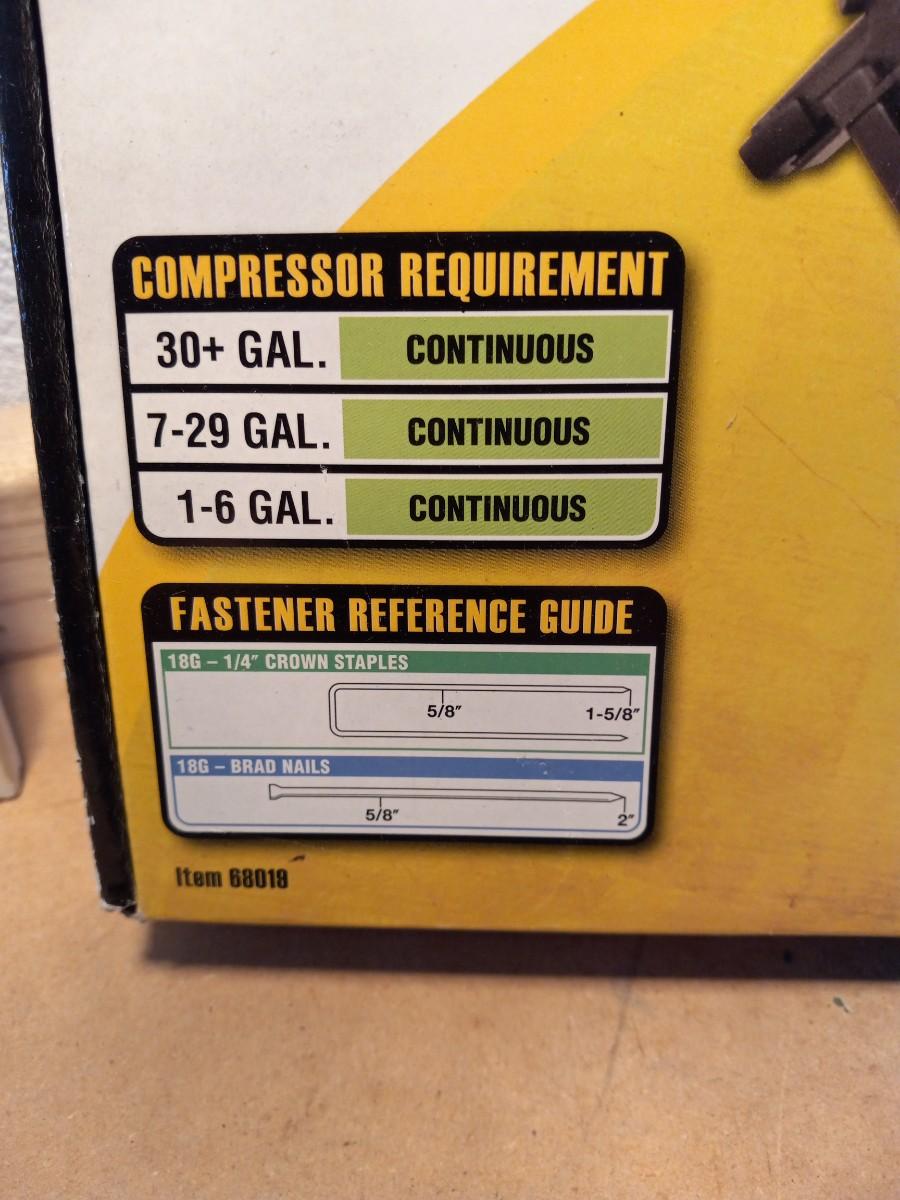 COMPRESSOR REQUIREMENT
30+ GAL. CONTINUOUS
7-29 GAL. CONTINUOUS
1-6 GAL. CONTINUOUS
FASTENER REFERENCE GUIDE
18G – 1/4" CROWN STAPLES
5/8" 1-5/8"
18G – BRAD NAILS
5/8" 2"
Item 68019